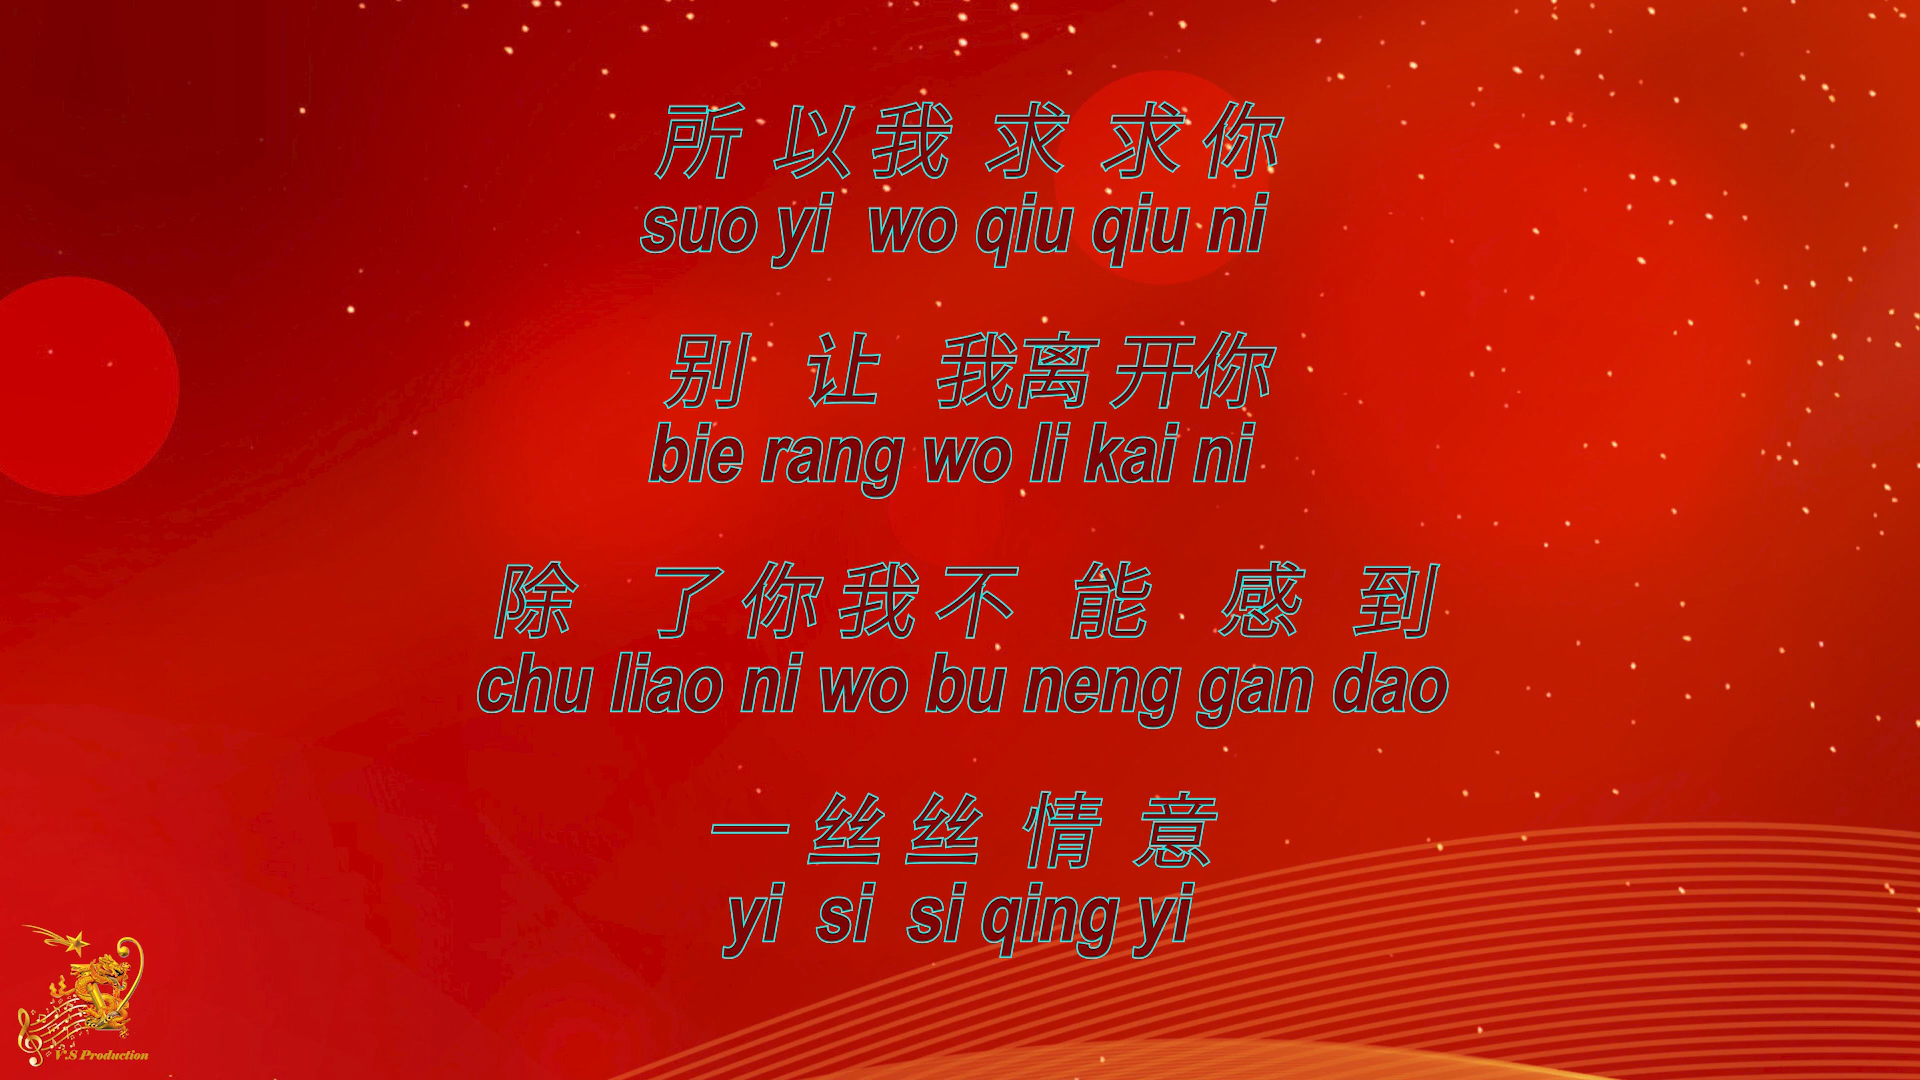 所以我求求你
suo yi wo qiu qiu ni
别让我离开你
bie rang wo li kai ni
除了你我不能感到
chu liao ni wo bu neng gan dao
一丝丝情意
yi si si qing yi
V.S Production